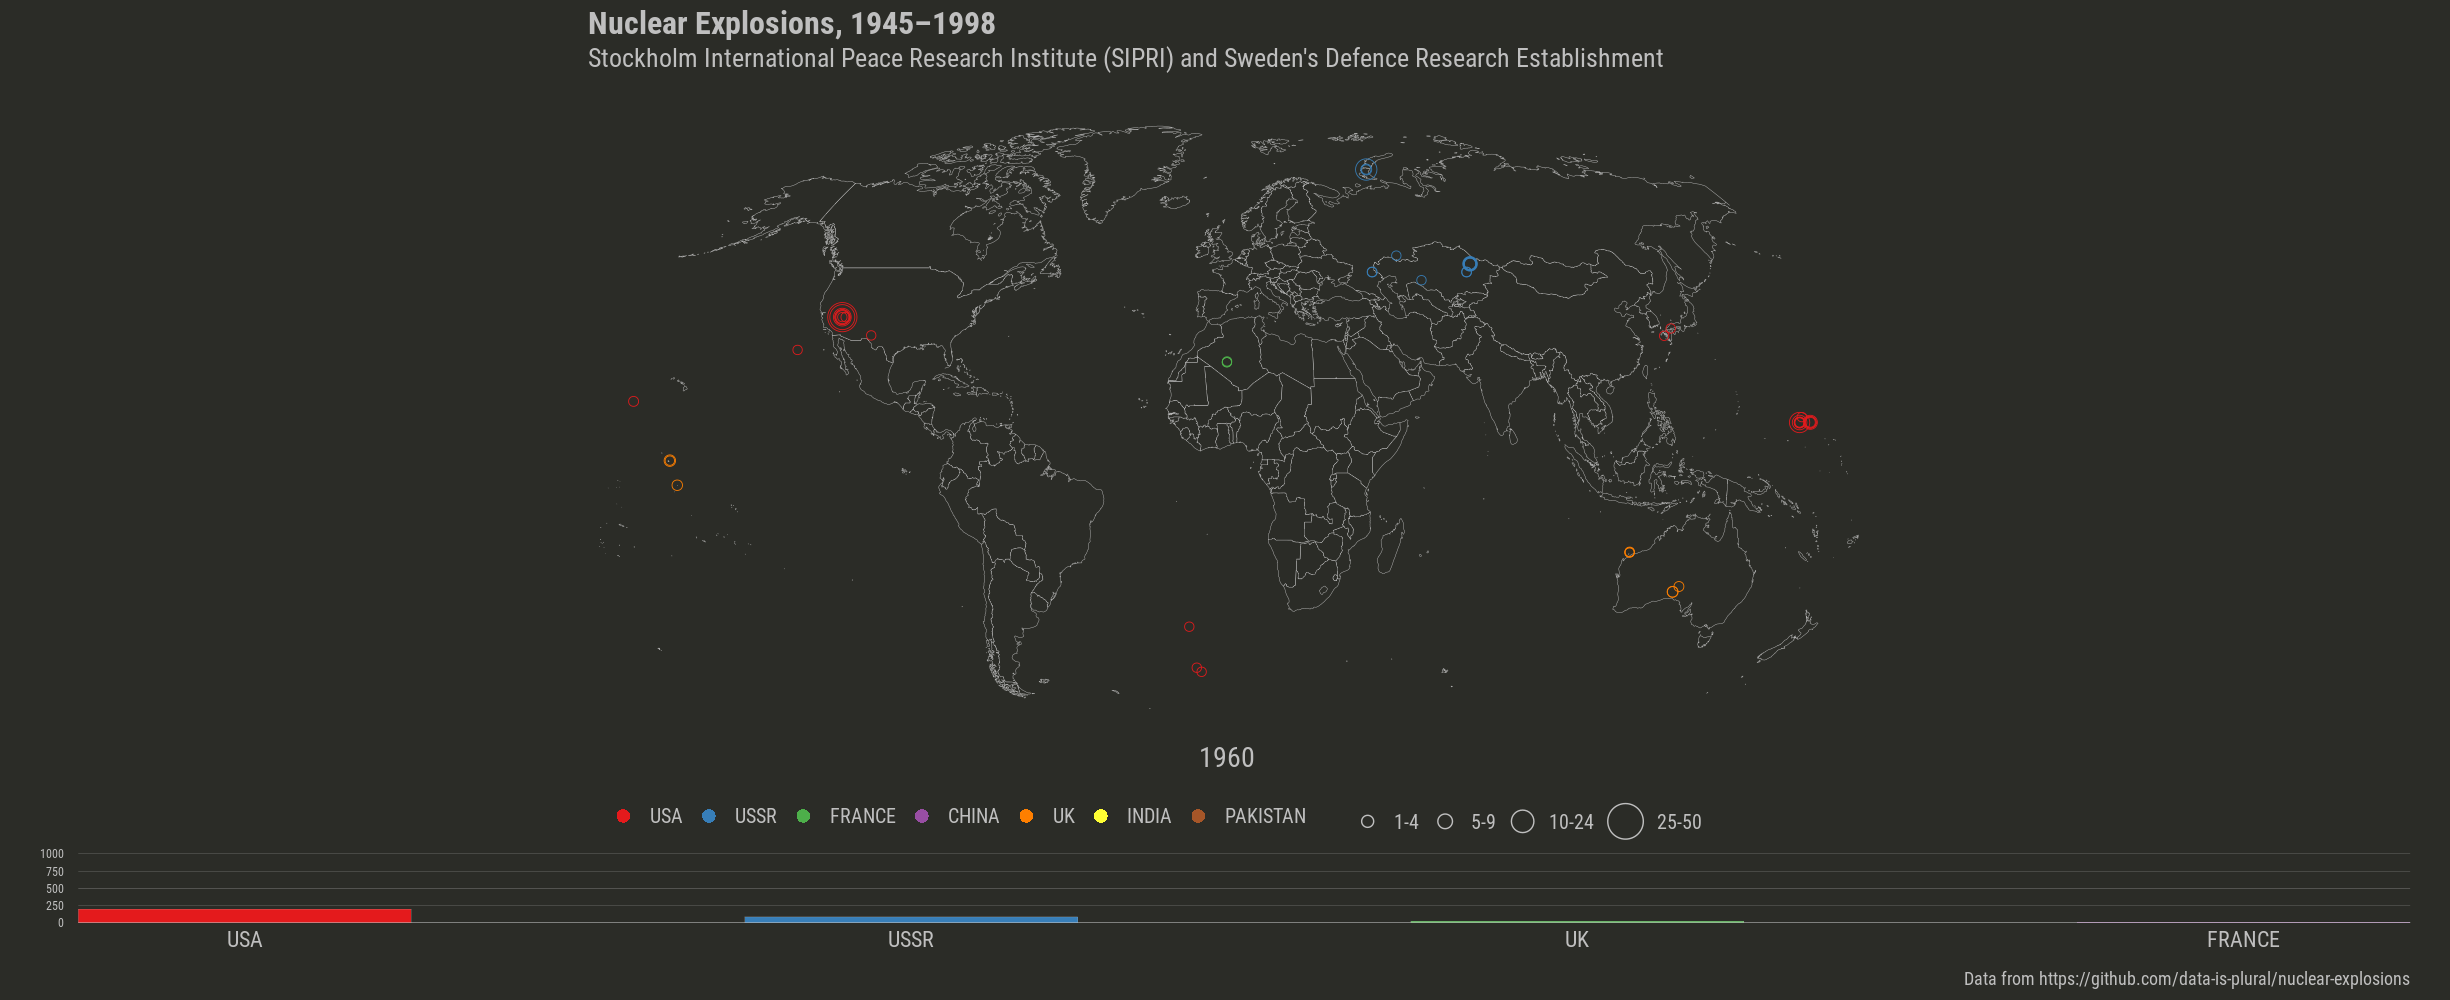 Nuclear Explosions, 1945–1998
Stockholm International Peace Research Institute (SIPRI) and Sweden's Defence Research Establishment
1960
USA USSR FRANCE CHINA UK INDIA PAKISTAN 1-4 5-9 10-24 25-50
1000
750
500
250
0
USA USSR UK FRANCE
Data from https://github.com/data-is-plural/nuclear-explosions